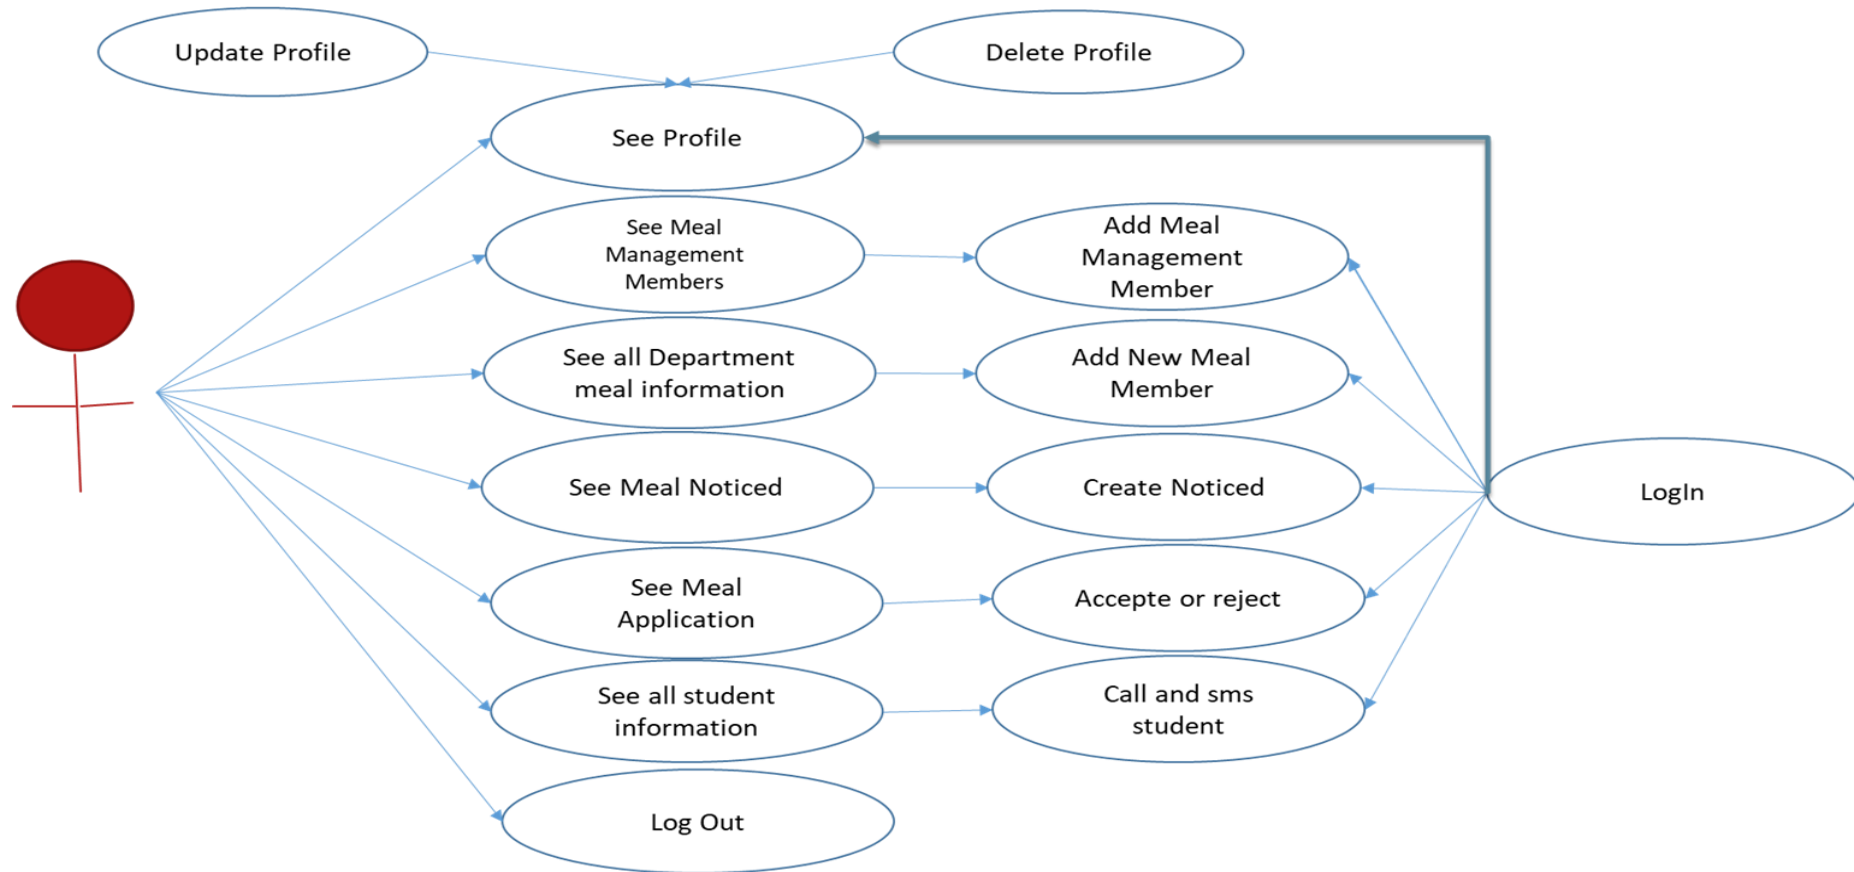 Update Profile
Delete Profile
See Profile
See Meal
Management
Members
Add Meal
Management
Member
See all Department
meal information
Add New Meal
Member
See Meal Noticed
Create Noticed
LogIn
See Meal
Application
Accepte or reject
See all student
information
Call and sms
student
Log Out